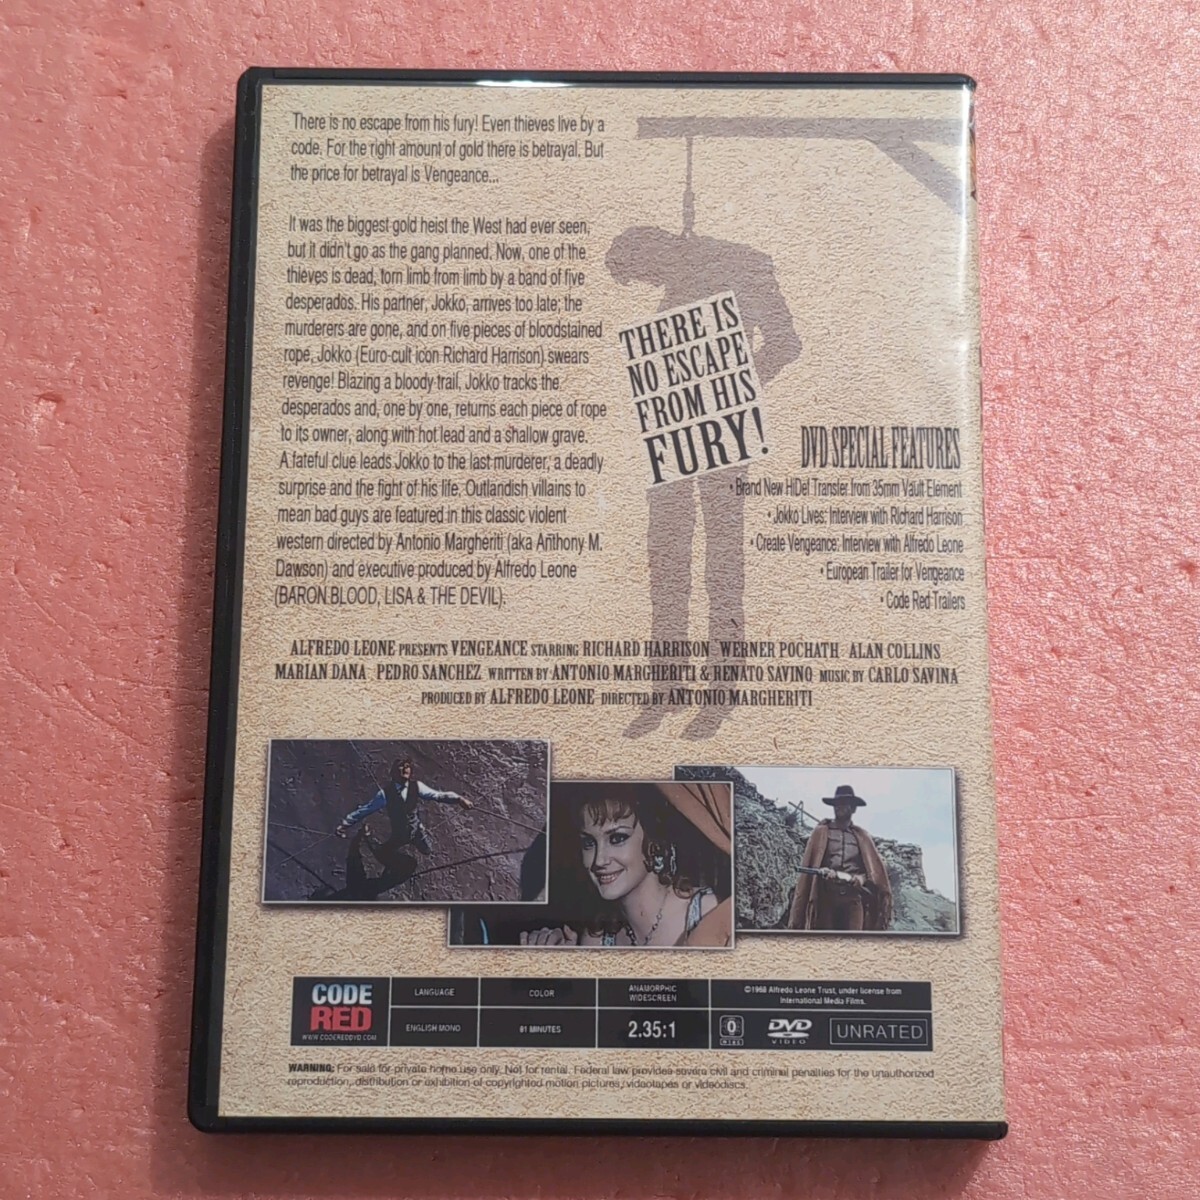 There is no escape from his fury! Even thieves live by a
code. For the right amount of gold there is betrayal. But
the price for betrayal is Vengeance...
It was the biggest gold heist the West had ever seen,
but it didn't go as the gang planned. Now, one of the
thieves is dead, torn limb from limb by a band of five
desperados. His partner, Jokko, arrives too late; the
murderers are gone, and on five pieces of bloodstained
rope, Jokko (Euro-cult icon Richard Harrison) swears
revenge! Blazing a bloody trail, Jokko tracks the
desperados and, one by one, returns each piece of rope
to its owner, along with hot lead and a shallow grave.
A fateful clue leads Jokko to the last murderer, a deadly
surprise and the fight of his life. Outlandish villains to
mean bad guys are featured in this classic violent
western directed by Antonio Margheriti (aka Anthony M.
Dawson) and executive produced by Alfredo Leone
(BARON BLOOD, LISA & THE DEVIL).
THERE IS
NO ESCAPE
FROM HIS
FURY!
DVD SPECIAL FEATURES
• Brand New HiDef Transfer from 35mm Vault Element
• Jokko Lives: Interview with Richard Harrison
• Create Vengeance: Interview with Alfredo Leone
• European Trailer for Vengeance
• Code Red Trailers
ALFREDO LEONE PRESENTS VENGEANCE STARRING RICHARD HARRISON WERNER POCHATH ALAN COLLINS
MARIAN DANA PEDRO SANCHEZ WRITTEN BY ANTONIO MARGHERITI & RENATO SAVINO MUSIC BY CARLO SAVINA
PRODUCED BY ALFREDO LEONE DIRECTED BY ANTONIO MARGHERITI
CODE
RED
WWW.CODEREDDVD.COM
LANGUAGE
ENGLISH MONO
COLOR
81 MINUTES
ANAMORPHIC
WIDESCREEN
2.35:1
©1968 Alfredo Leone Trust, under license from
International Media Films.
0
NTSC
DVD
VIDEO
UNRATED
WARNING: For sale for private home use only. Not for rental. Federal law provides severe civil and criminal penalties for the unauthorized
reproduction, distribution or exhibition of copyrighted motion pictures, videotapes or videodiscs.